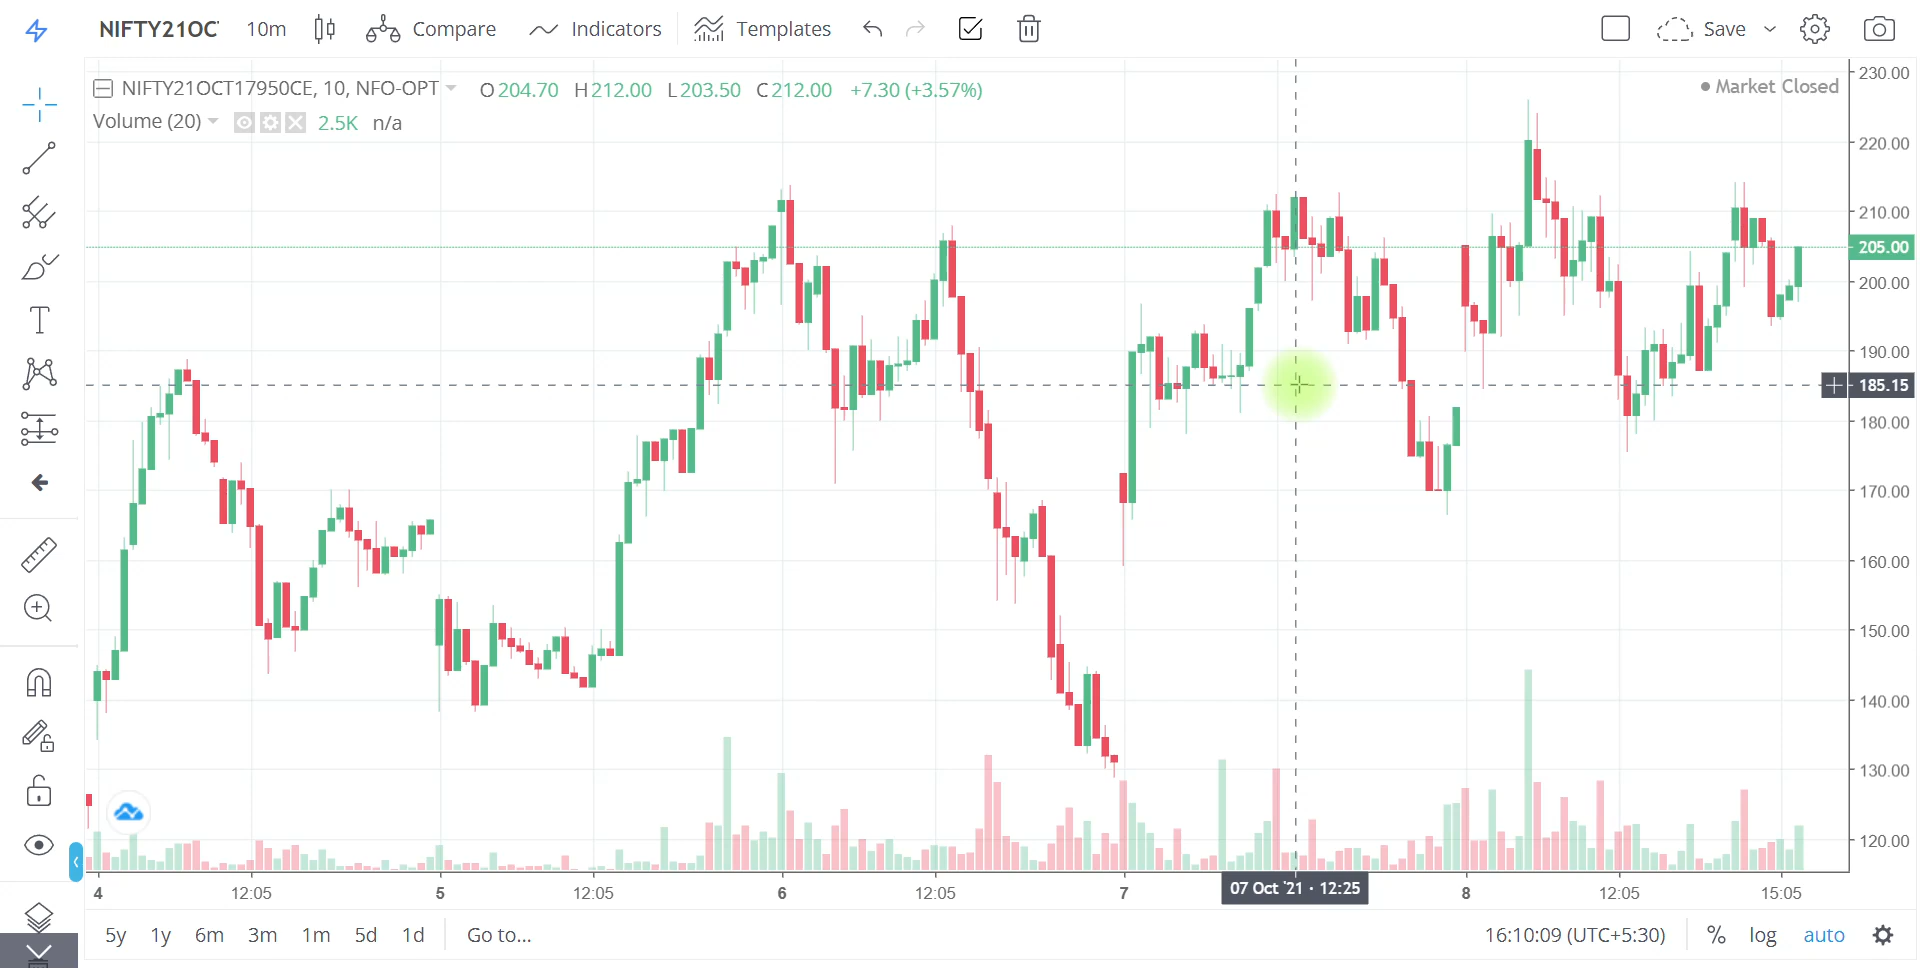 NIFTY21OC
10m
Compare
Indicators
Templates
Save
NIFTY21OCT17950CE, 10, NFO-OPT
O204.70 H212.00 L203.50 C212.00 +7.30 (+3.57%)
Market Closed
Volume (20)
2.5K n/a
T
230.00
220.00
210.00
205.00
200.00
190.00
185.15
180.00
170.00
160.00
150.00
140.00
130.00
120.00
4 12:05 5 12:05 6 12:05 7 07 Oct '21 · 12:25 8 12:05 15:05
5y 1y 6m 3m 1m 5d 1d Go to...
16:10:09 (UTC+5:30) % log auto